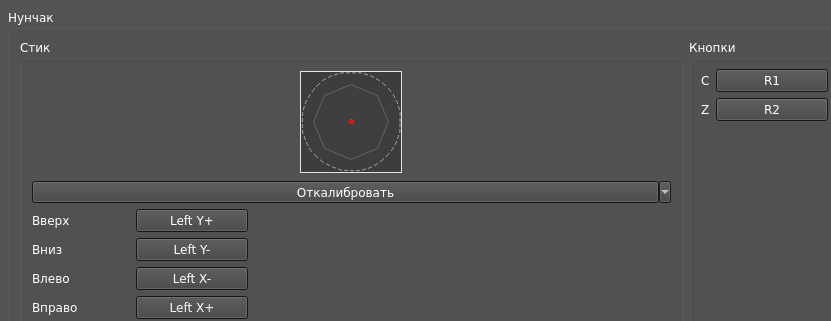 Нунчак
Стик
Откалибровать
Вверх Left Y+
Вниз Left Y-
Влево Left X-
Вправо Left X+
Кнопки
C R1
Z R2